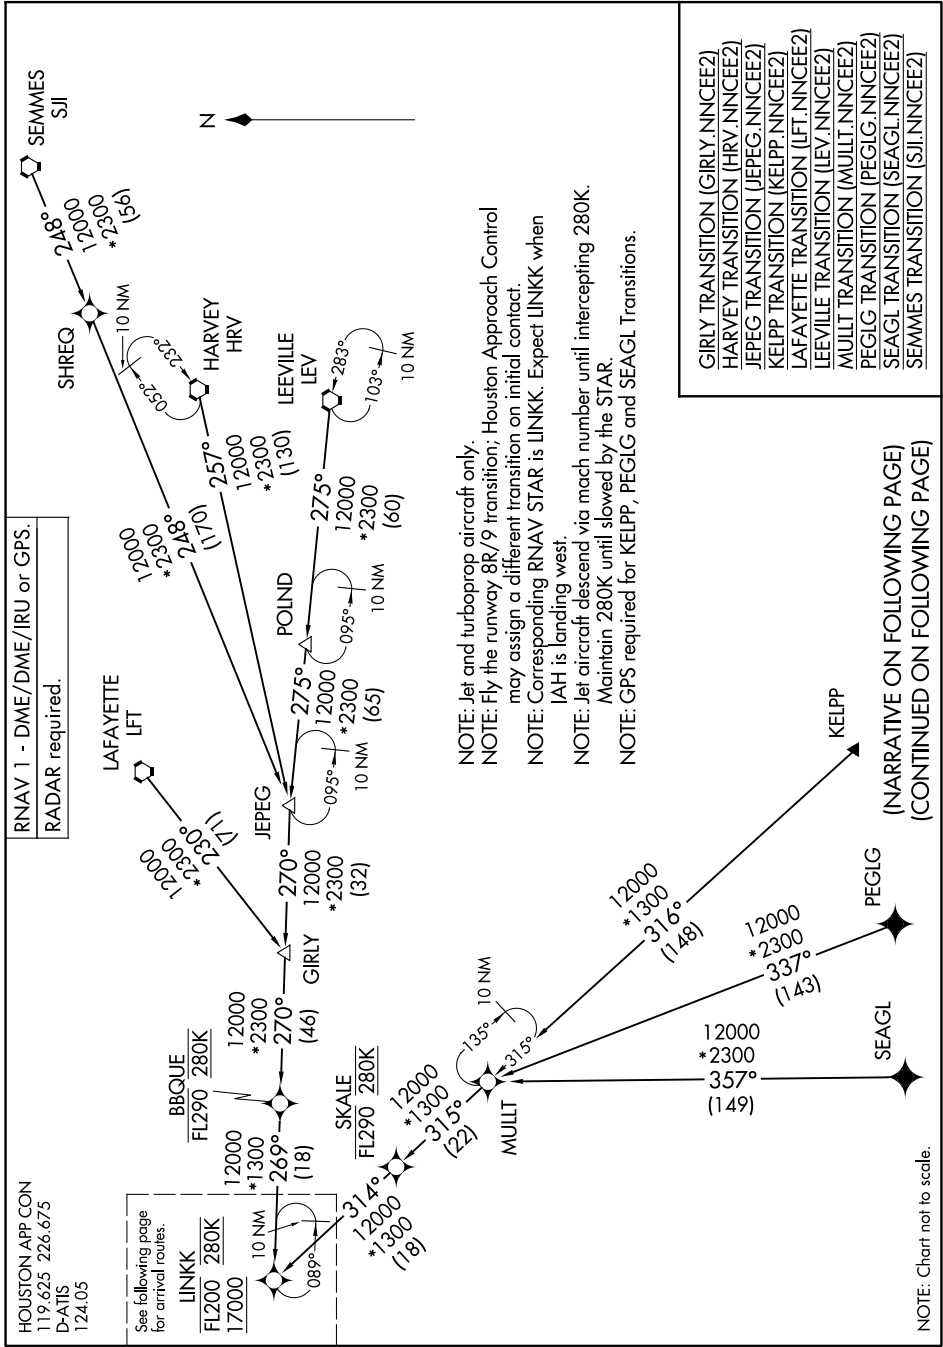 HOUSTON APP CON
119.625 226.675
D-ATIS
124.05
RNAV 1 - DME/DME/IRU or GPS.
RADAR required.
SEMMES
SJI
248°
12000
*2300
(56)
SHREQ
10 NM
052°
232°
HARVEY
HRV
12000
*2300
248°
(170)
257°
12000
*2300
(130)
LEEVILLE
LEV
283°
103°
10 NM
275°
12000
*2300
(60)
POLND
095°
10 NM
275°
12000
*2300
(65)
LAFAYETTE
LFT
12000
*2300
230°
(71)
JEPEG
095°
10 NM
270°
12000
*2300
(32)
GIRLY
12000
*2300
270°
(46)
BBQUE
FL290 280K
12000
*1300
269°
(18)
See following page
for arrival routes.
LINKK
FL200 280K
17000
10 NM
089°
SKALE
FL290 280K
314°
12000
*1300
(18)
12000
*1300
315°
(22)
MULLT
10 NM
135°
315°
KELPP
12000
*1300
316°
(148)
PEGLG
12000
*2300
337°
(143)
SEAGL
12000
*2300
357°
(149)
N
NOTE: Jet and turboprop aircraft only.
NOTE: Fly the runway 8R/9 transition; Houston Approach Control
may assign a different transition on initial contact.
NOTE: Corresponding RNAV STAR is LINKK. Expect LINKK when
IAH is landing west.
NOTE: Jet aircraft descend via mach number until intercepting 280K.
Maintain 280K until slowed by the STAR.
NOTE: GPS required for KELPP, PEGLG and SEAGL Transitions.
GIRLY TRANSITION (GIRLY.NNCEE2)
HARVEY TRANSITION (HRV.NNCEE2)
JEPEG TRANSITION (JEPEG.NNCEE2)
KELPP TRANSITION (KELPP.NNCEE2)
LAFAYETTE TRANSITION (LFT.NNCEE2)
LEEVILLE TRANSITION (LEV.NNCEE2)
MULLT TRANSITION (MULLT.NNCEE2)
PEGLG TRANSITION (PEGLG.NNCEE2)
SEAGL TRANSITION (SEAGL.NNCEE2)
SEMMES TRANSITION (SJI.NNCEE2)
(NARRATIVE ON FOLLOWING PAGE)
(CONTINUED ON FOLLOWING PAGE)
NOTE: Chart not to scale.